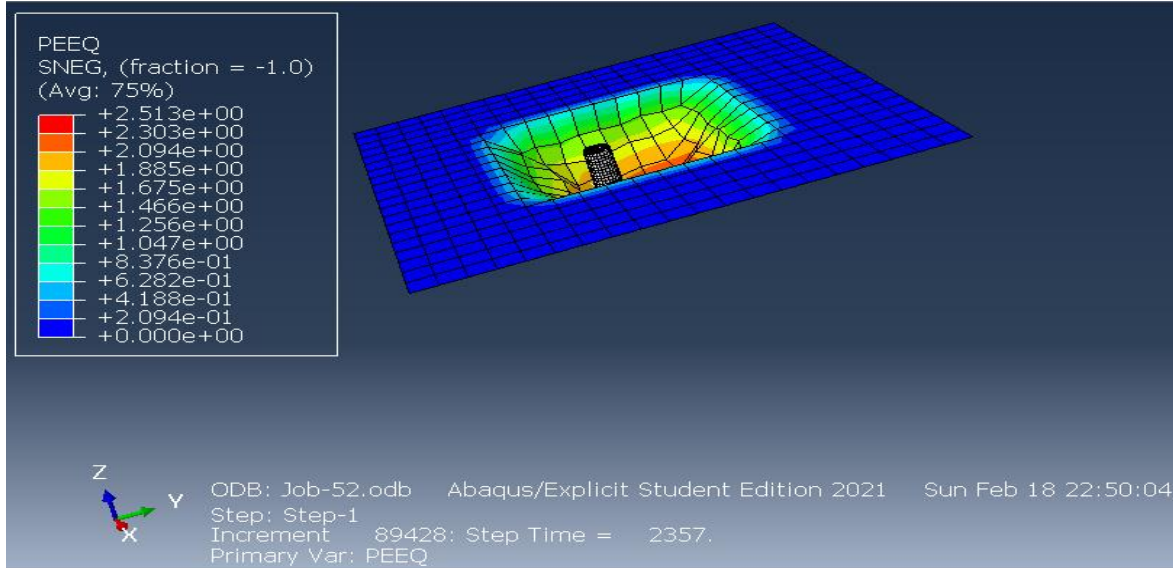 PEEQ
SNEG, (fraction = -1.0)
(Avg: 75%)
+2.513e+00
+2.303e+00
+2.094e+00
+1.885e+00
+1.675e+00
+1.466e+00
+1.256e+00
+1.047e+00
+8.376e-01
+6.282e-01
+4.188e-01
+2.094e-01
+0.000e+00
Z
Y
X
ODB: Job-52.odb Abaqus/Explicit Student Edition 2021 Sun Feb 18 22:50:04
Step: Step-1
Increment 89428: Step Time = 2357.
Primary Var: PEEQ